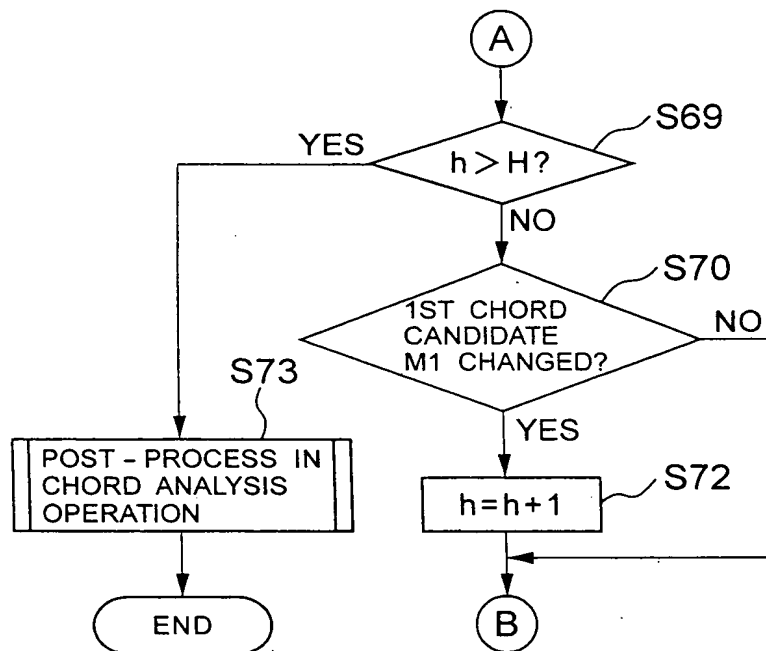 A
S69
YES
h > H?
NO
S70
1ST CHORD
CANDIDATE
M1 CHANGED?
NO
S73
YES
POST - PROCESS IN
CHORD ANALYSIS
OPERATION
S72
h = h + 1
END
B